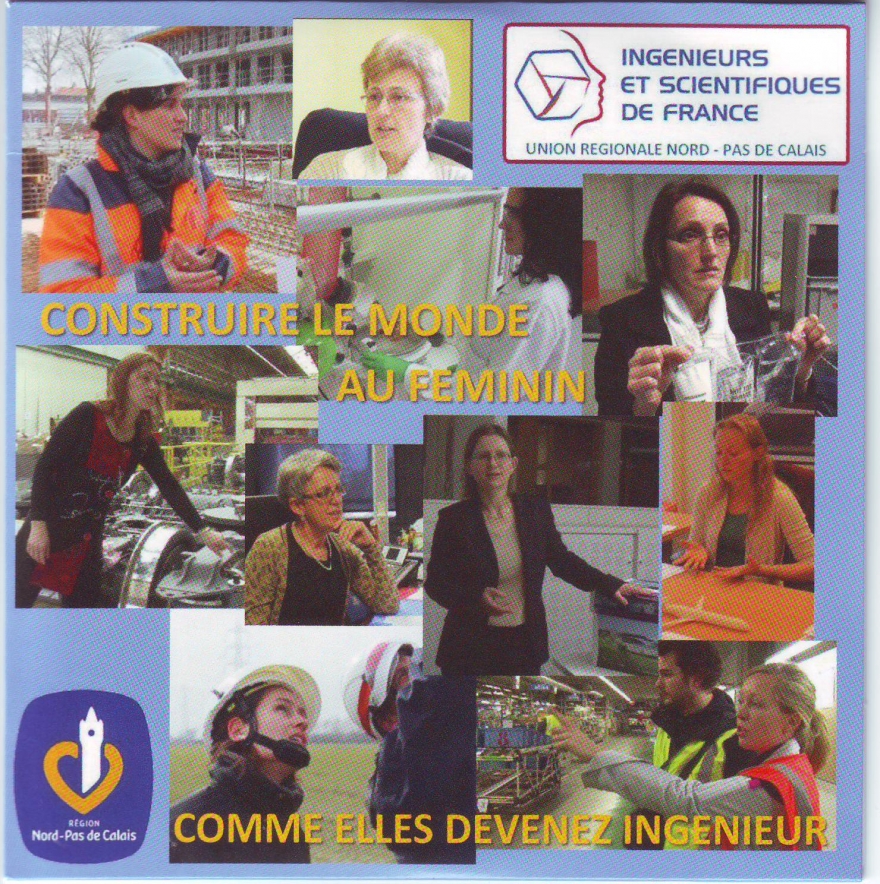 INGENIEURS
ET SCIENTIFIQUES
DE FRANCE
UNION REGIONALE NORD - PAS DE CALAIS
CONSTRUIRE LE MONDE
AU FEMININ
RÉGION
Nord-Pas de Calais
COMME ELLES DEVENEZ INGENIEUR